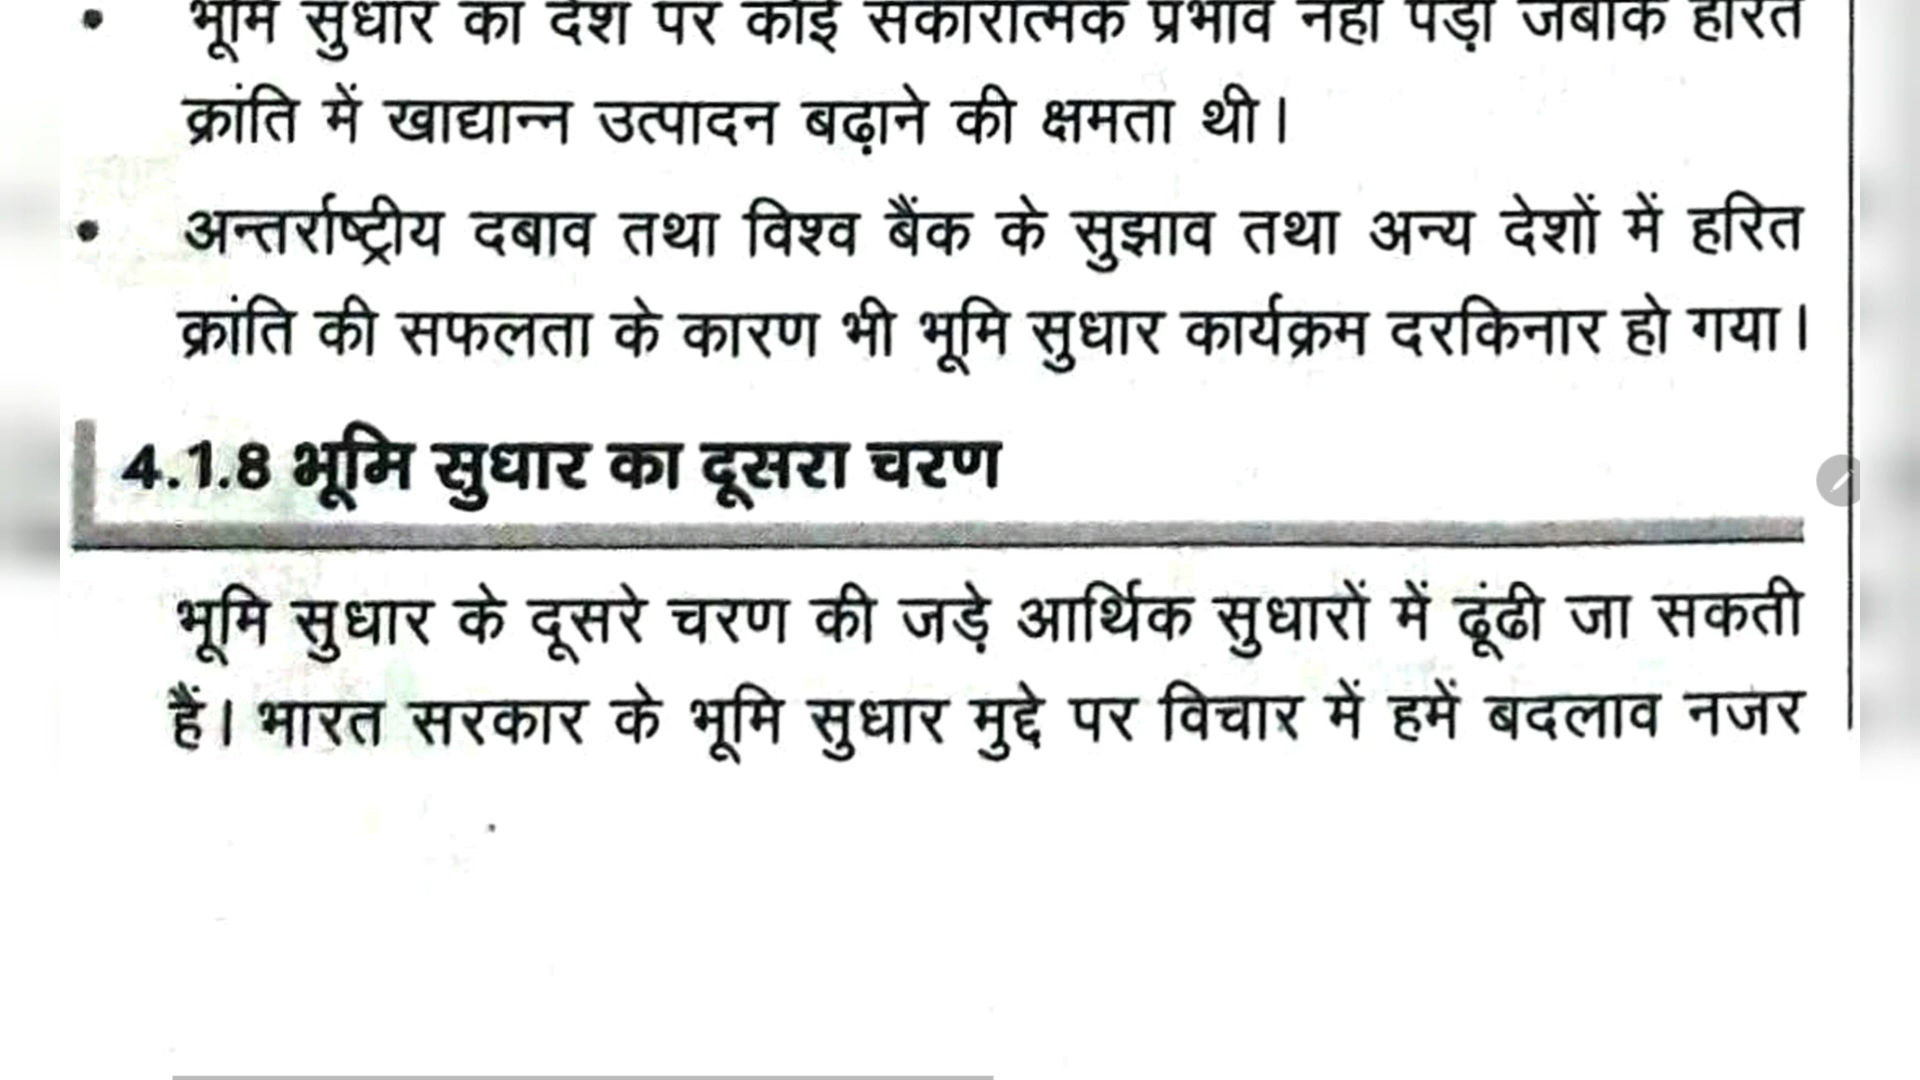 भूमि सुधार का देश पर कोई सकारात्मक प्रभाव नहीं पड़ा जबकि हरित
क्रांति में खाद्यान्न उत्पादन बढ़ाने की क्षमता थी।
अन्तर्राष्ट्रीय दबाव तथा विश्व बैंक के सुझाव तथा अन्य देशों में हरित
क्रांति की सफलता के कारण भी भूमि सुधार कार्यक्रम दरकिनार हो गया।
4.1.8 भूमि सुधार का दूसरा चरण
भूमि सुधार के दूसरे चरण की जड़े आर्थिक सुधारों में ढूंढी जा सकती
हैं। भारत सरकार के भूमि सुधार मुद्दे पर विचार में हमें बदलाव नजर